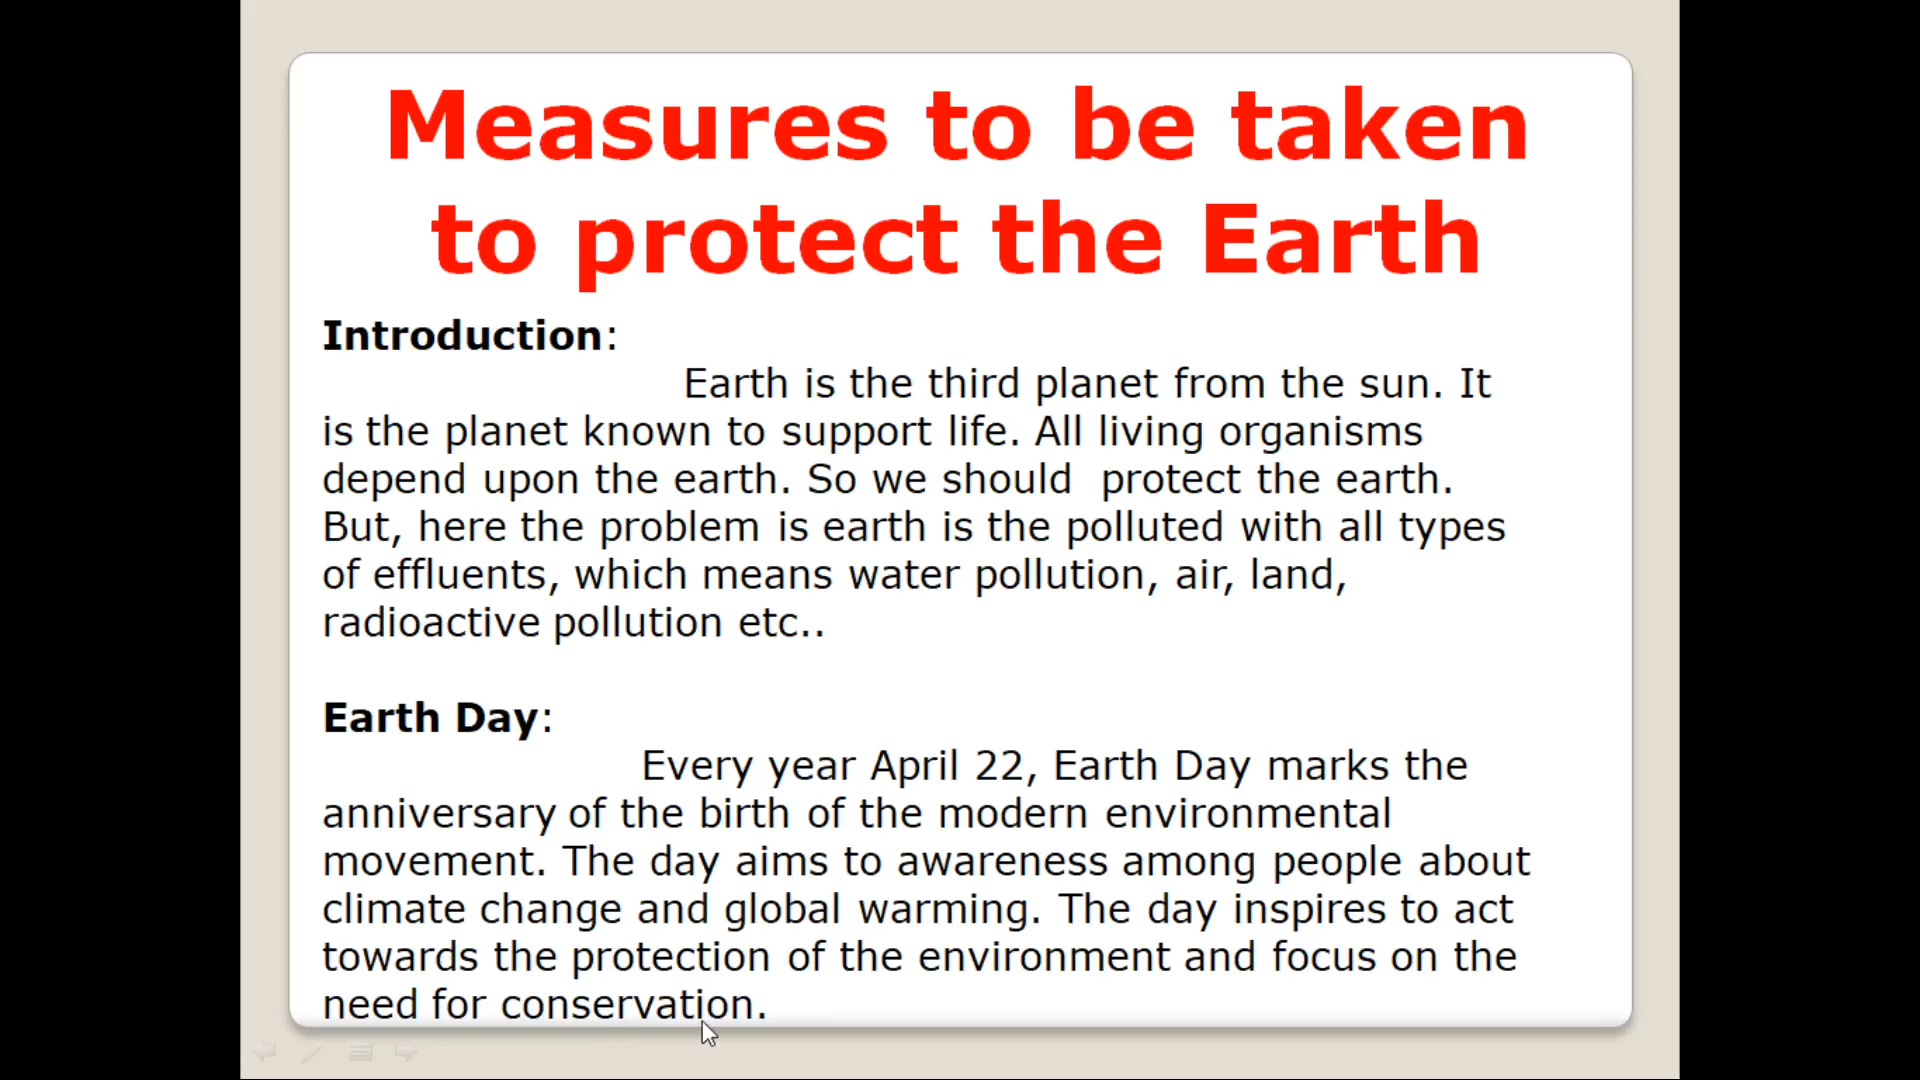 Measures to be taken
to protect the Earth
Introduction:
Earth is the third planet from the sun. It
is the planet known to support life. All living organisms
depend upon the earth. So we should  protect the earth.
But, here the problem is earth is the polluted with all types
of effluents, which means water pollution, air, land,
radioactive pollution etc..
Earth Day:
Every year April 22, Earth Day marks the
anniversary of the birth of the modern environmental
movement. The day aims to awareness among people about
climate change and global warming. The day inspires to act
towards the protection of the environment and focus on the
need for conservation.